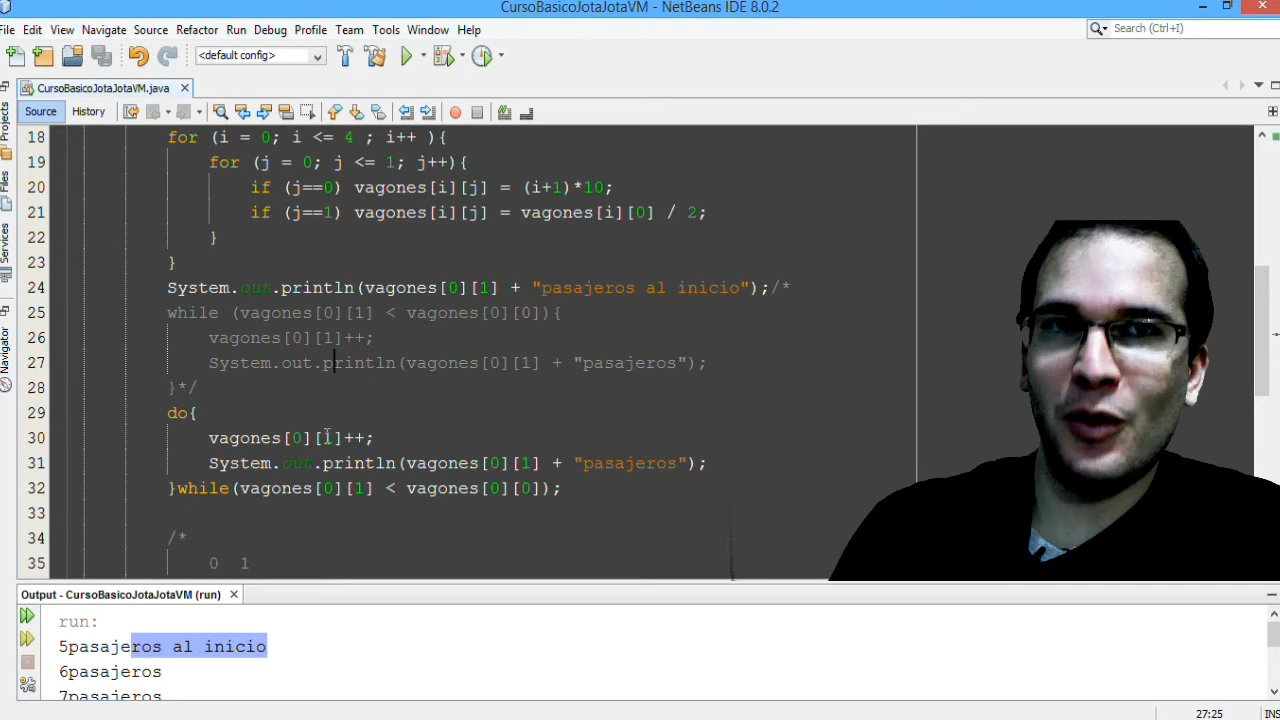 CursoBasicoJotaJotaVM - NetBeans IDE 8.0.2
File Edit View Navigate Source Refactor Run Debug Profile Team Tools Window Help
Search (Ctrl+I)
<default config>
CursoBasicoJotaJotaVM.java
Source History
Projects
Files
Services
Navigator
18 for (i = 0; i <= 4 ; i++ ){
19 for (j = 0; j <= 1; j++){
20 if (j==0) vagones[i][j] = (i+1)*10;
21 if (j==1) vagones[i][j] = vagones[i][0] / 2;
22 }
23 }
24 System.out.println(vagones[0][1] + "pasajeros al inicio");/*
25 while (vagones[0][1] < vagones[0][0]){
26 vagones[0][1]++;
27 System.out.println(vagones[0][1] + "pasajeros");
28 }*/
29 do{
30 vagones[0][1]++;
31 System.out.println(vagones[0][1] + "pasajeros");
32 }while(vagones[0][1] < vagones[0][0]);
33
34 /*
35 0 1
Output - CursoBasicoJotaJotaVM (run)
run:
5pasajeros al inicio
6pasajeros
7pasajeros
27:25 INS